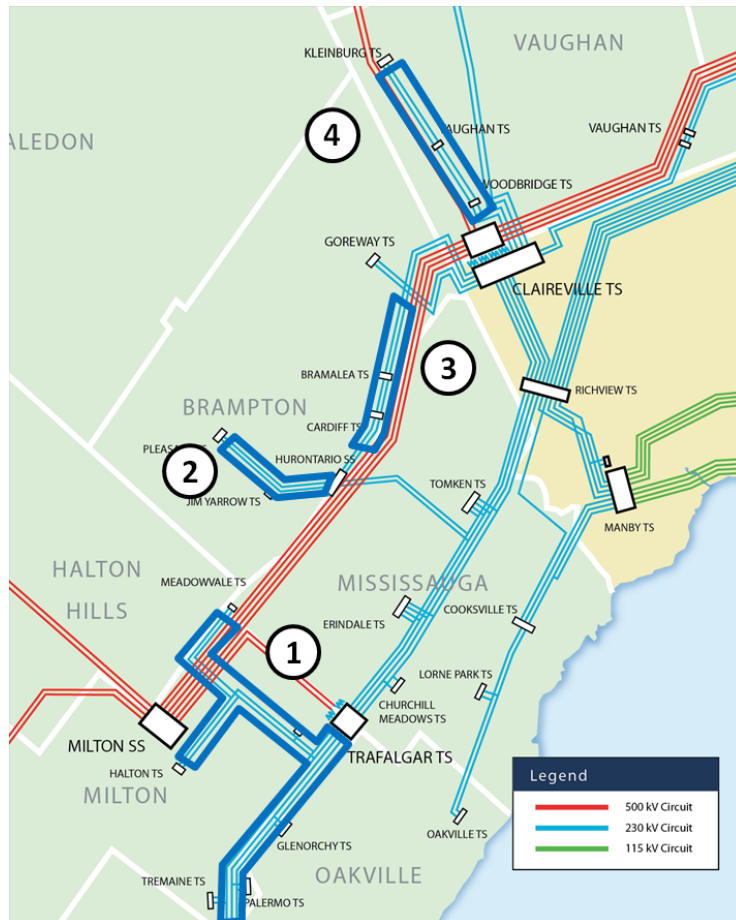 KLEINBURG TS
VAUGHAN
4
VAUGHAN TS
VAUGHAN TS
ALEDON
WOODBRIDGE TS
GOREWAY TS
CLAIREVILLE TS
3
BRAMALEA TS
RICHVIEW TS
BRAMPTON
CARDIFF TS
2
HURONTARIO SS
JIM YARROW TS
TOMKEN TS
MANBY TS
HALTON
HILLS
MEADOWVALE TS
MISSISSAUGA
COOKSVILLE TS
ERINDALE TS
1
LORNE PARK TS
CHURCHILL
MEADOWS TS
MILTON SS
TRAFALGAR TS
HALTON TS
MILTON
Legend
500 kV Circuit
230 kV Circuit
115 kV Circuit
GLENORCHY TS
OAKVILLE TS
OAKVILLE
TREMAINE TS
PALERMO TS